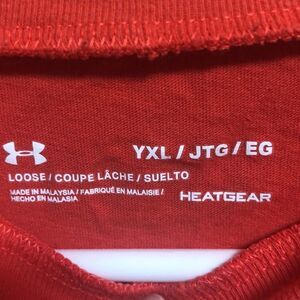 YXL / JTG / EG
LOOSE / COUPE LÂCHE / SUELTO
MADE IN MALAYSIA / FABRIQUÉ EN MALAISIE /
HECHO EN MALASIA
HEATGEAR